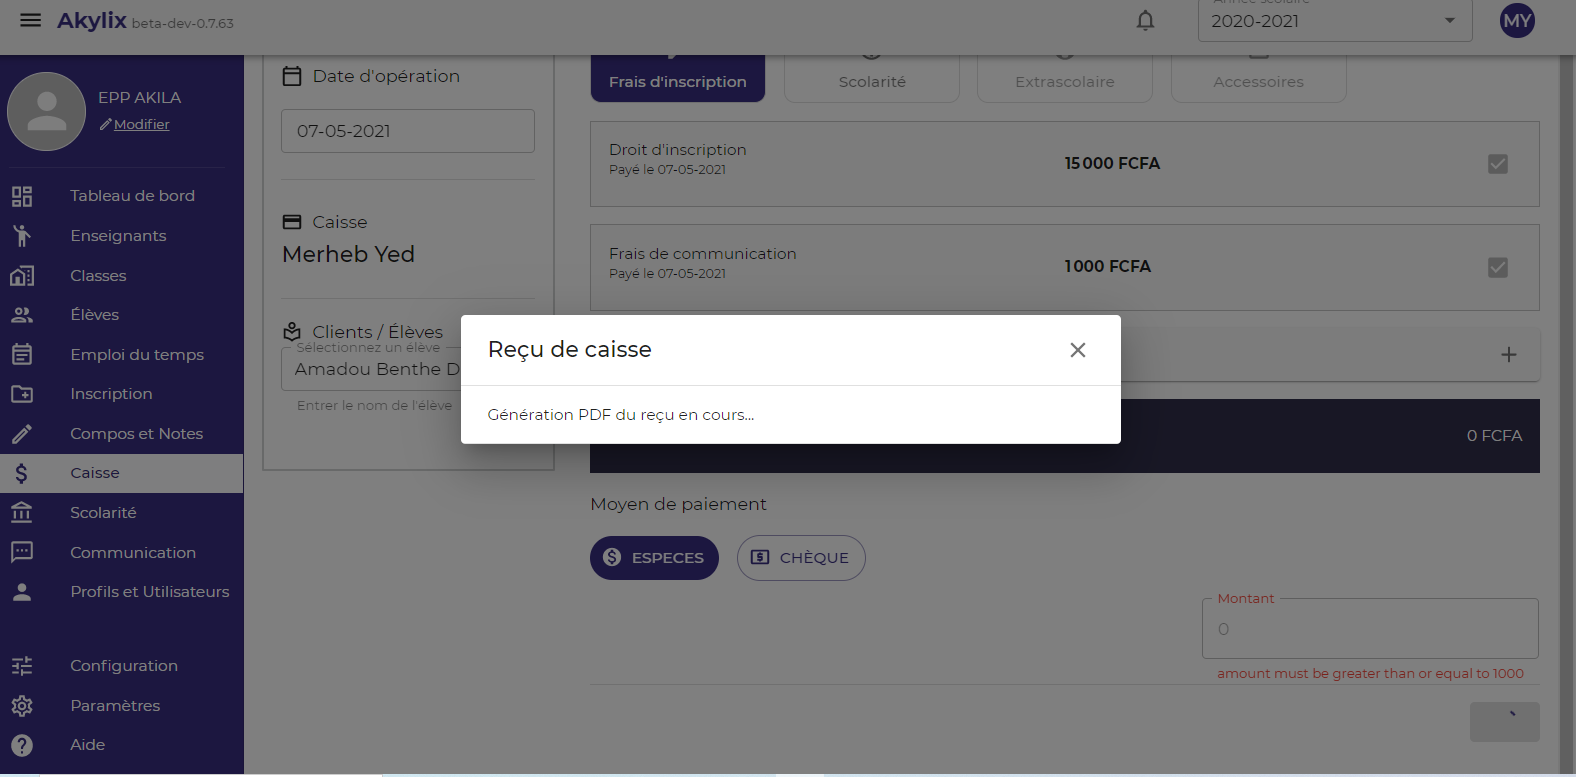 Akylix beta-dev-0.7.63
Année scolaire
2020-2021
MY
EPP AKILA
Modifier
Tableau de bord
Enseignants
Classes
Élèves
Emploi du temps
Inscription
Compos et Notes
Caisse
Scolarité
Communication
Profils et Utilisateurs
Configuration
Paramètres
Aide
Date d'opération
07-05-2021
Caisse
Merheb Yed
Clients / Élèves
Sélectionnez un élève
Amadou Benthe D
Entrer le nom de l'élève
Frais d'inscription
Scolarité
Extrascolaire
Accessoires
Droit d'inscription
Payé le 07-05-2021
15 000 FCFA
Frais de communication
Payé le 07-05-2021
1 000 FCFA
Reçu de caisse
Génération PDF du reçu en cours...
0 FCFA
Moyen de paiement
ESPECES
CHÈQUE
Montant
0
amount must be greater than or equal to 1000